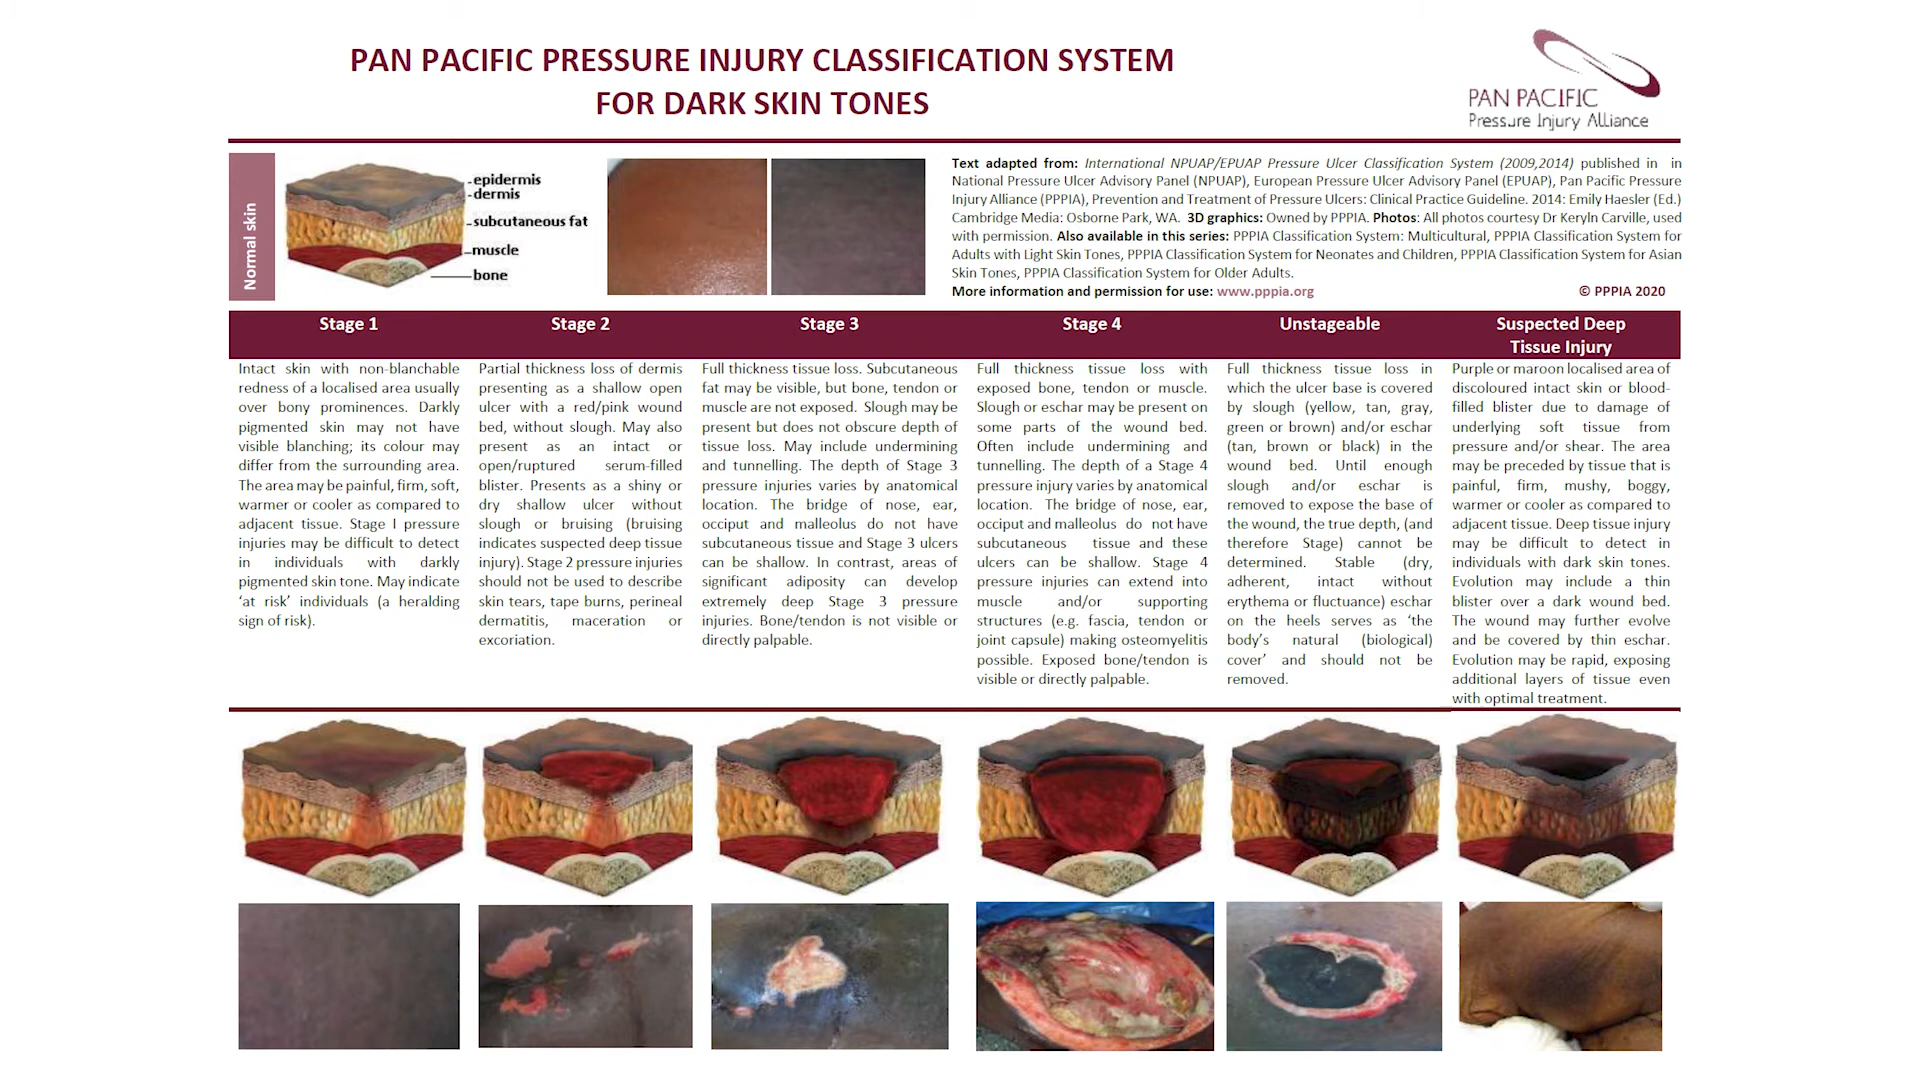 PAN PACIFIC PRESSURE INJURY CLASSIFICATION SYSTEM
FOR DARK SKIN TONES
PAN PACIFIC
Pressure Injury Alliance
Normal skin
epidermis
dermis
subcutaneous fat
muscle
bone
Text adapted from: International NPUAP/EPUAP Pressure Ulcer Classification System (2009,2014) published in in
National Pressure Ulcer Advisory Panel (NPUAP), European Pressure Ulcer Advisory Panel (EPUAP), Pan Pacific Pressure
Injury Alliance (PPPIA), Prevention and Treatment of Pressure Ulcers: Clinical Practice Guideline. 2014: Emily Haesler (Ed.)
Cambridge Media: Osborne Park, WA. 3D graphics: Owned by PPPIA. Photos: All photos courtesy Dr Keryln Carville, used
with permission. Also available in this series: PPPIA Classification System: Multicultural, PPPIA Classification System for
Adults with Light Skin Tones, PPPIA Classification System for Neonates and Children, PPPIA Classification System for Asian
Skin Tones, PPPIA Classification System for Older Adults.
More information and permission for use: www.pppia.org
© PPPIA 2020
Stage 1
Intact skin with non-blanchable
redness of a localised area usually
over bony prominences. Darkly
pigmented skin may not have
visible blanching; its colour may
differ from the surrounding area.
The area may be painful, firm, soft,
warmer or cooler as compared to
adjacent tissue. Stage I pressure
injuries may be difficult to detect
in individuals with darkly
pigmented skin tone. May indicate
‘at risk’ individuals (a heralding
sign of risk).
Stage 2
Partial thickness loss of dermis
presenting as a shallow open
ulcer with a red/pink wound
bed, without slough. May also
present as an intact or
open/ruptured serum-filled
blister. Presents as a shiny or
dry shallow ulcer without
slough or bruising (bruising
indicates suspected deep tissue
injury). Stage 2 pressure injuries
should not be used to describe
skin tears, tape burns, perineal
dermatitis, maceration or
excoriation.
Stage 3
Full thickness tissue loss. Subcutaneous
fat may be visible, but bone, tendon or
muscle are not exposed. Slough may be
present but does not obscure depth of
tissue loss. May include undermining
and tunnelling. The depth of Stage 3
pressure injuries varies by anatomical
location. The bridge of nose, ear,
occiput and malleolus do not have
subcutaneous tissue and Stage 3 ulcers
can be shallow. In contrast, areas of
significant adiposity can develop
extremely deep Stage 3 pressure
injuries. Bone/tendon is not visible or
directly palpable.
Stage 4
Full thickness tissue loss with
exposed bone, tendon or muscle.
Slough or eschar may be present on
some parts of the wound bed.
Often include undermining and
tunnelling. The depth of a Stage 4
pressure injury varies by anatomical
location. The bridge of nose, ear,
occiput and malleolus do not have
subcutaneous tissue and these
ulcers can be shallow. Stage 4
pressure injuries can extend into
muscle and/or supporting
structures (e.g. fascia, tendon or
joint capsule) making osteomyelitis
possible. Exposed bone/tendon is
visible or directly palpable.
Unstageable
Full thickness tissue loss in
which the ulcer base is covered
by slough (yellow, tan, gray,
green or brown) and/or eschar
(tan, brown or black) in the
wound bed. Until enough
slough and/or eschar is
removed to expose the base of
the wound, the true depth, (and
therefore Stage) cannot be
determined. Stable (dry,
adherent, intact without
erythema or fluctuance) eschar
on the heels serves as ‘the
body’s natural (biological)
cover’ and should not be
removed.
Suspected Deep
Tissue Injury
Purple or maroon localised area of
discoloured intact skin or blood-
filled blister due to damage of
underlying soft tissue from
pressure and/or shear. The area
may be preceded by tissue that is
painful, firm, mushy, boggy,
warmer or cooler as compared to
adjacent tissue. Deep tissue injury
may be difficult to detect in
individuals with dark skin tones.
Evolution may include a thin
blister over a dark wound bed.
The wound may further evolve
and be covered by thin eschar.
Evolution may be rapid, exposing
additional layers of tissue even
with optimal treatment.